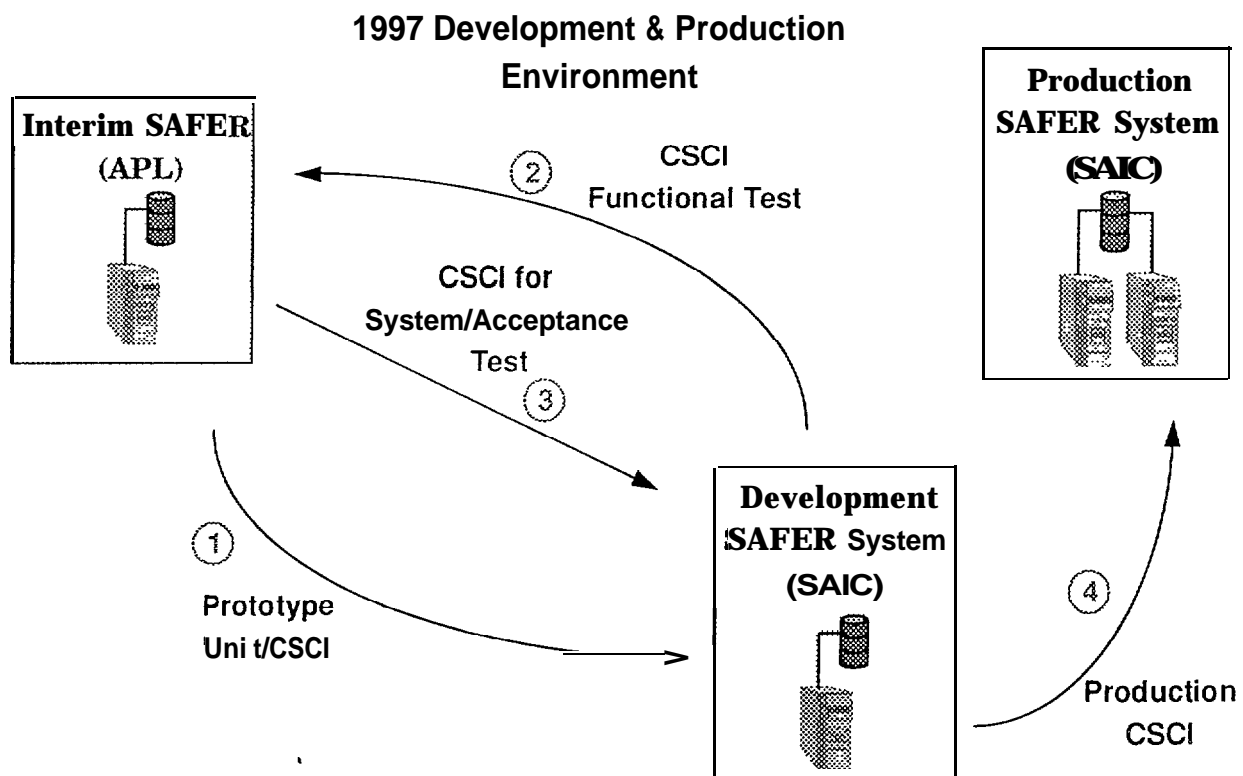 1997 Development & Production
Environment
Interim SAFER
(APL)
Production
SAFER System
(SAIC)
2
CSCI
Functional Test
CSCI for
System/Acceptance
Test
3
1
Prototype
Uni t/CSCI
Development
SAFER System
(SAIC)
4
Production
CSCI